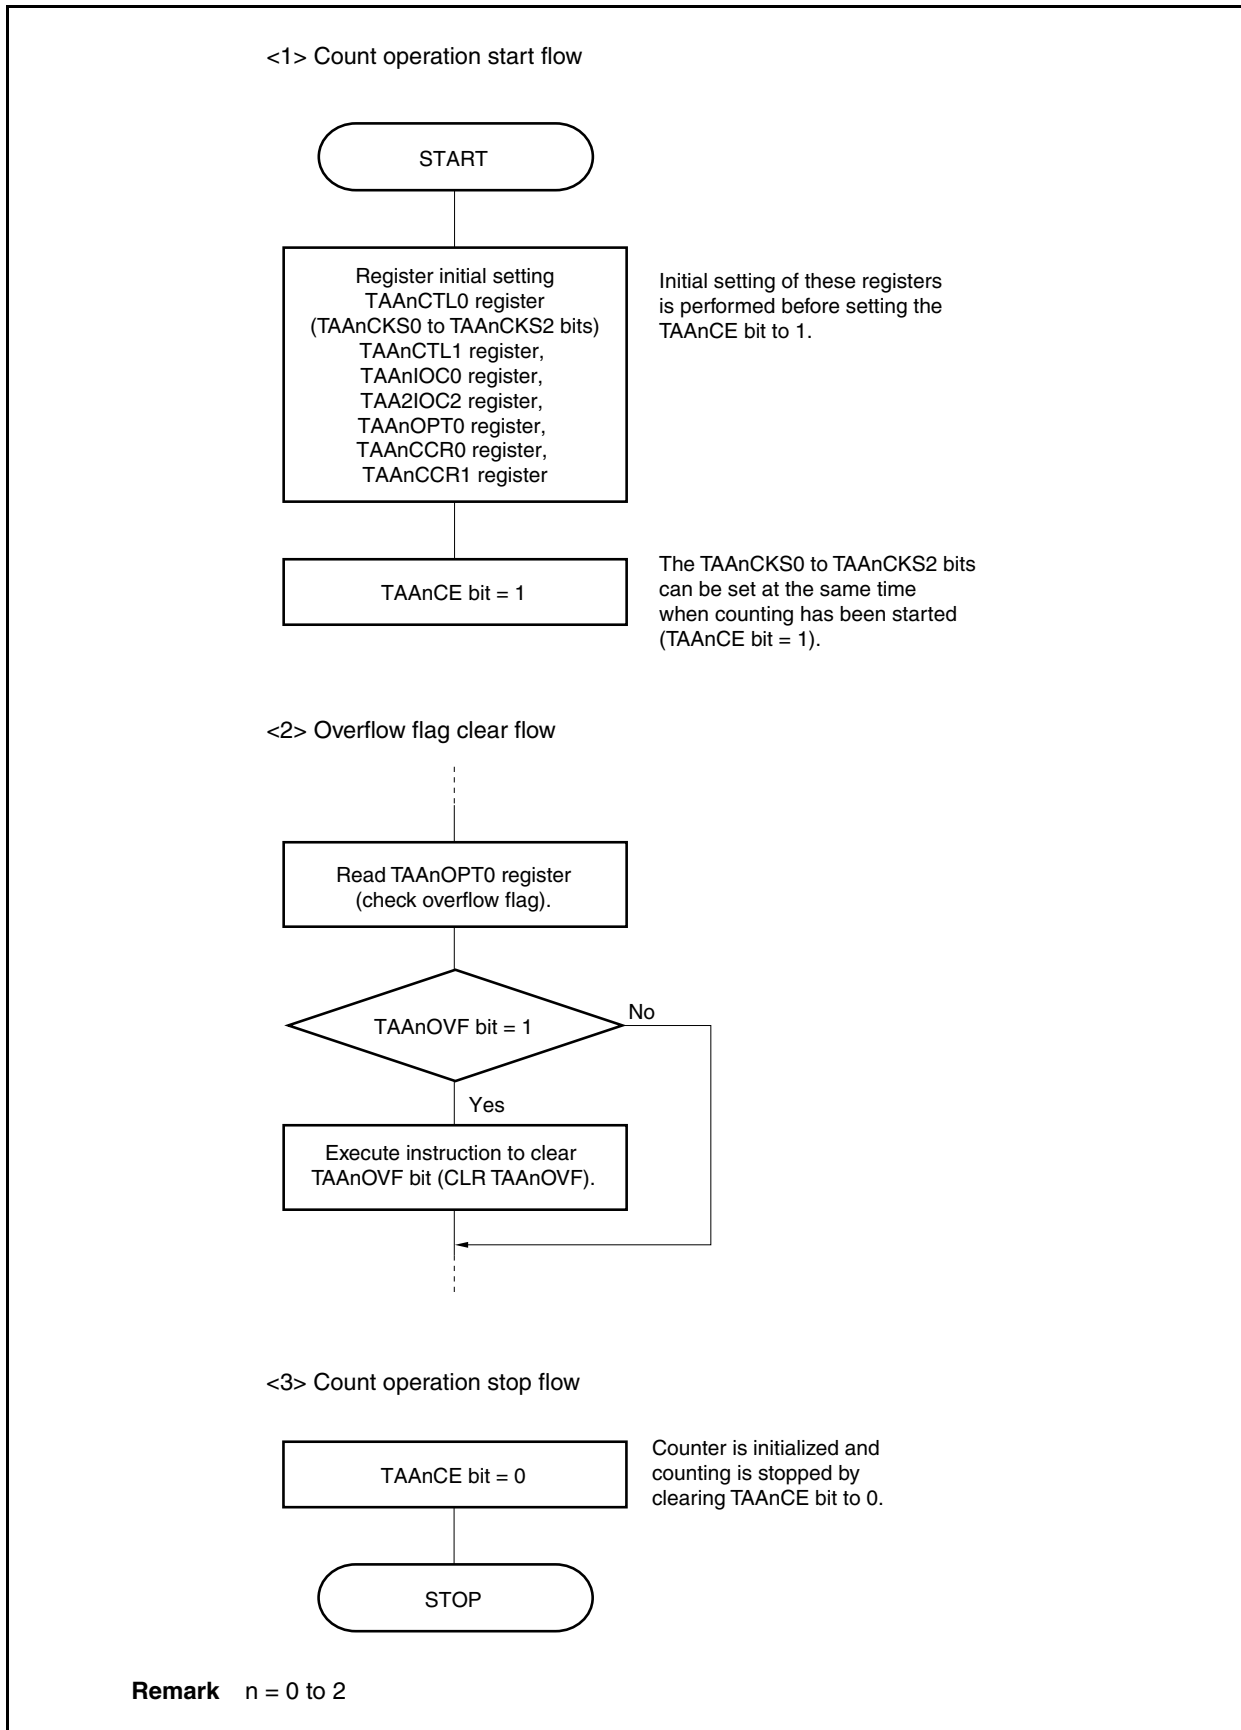 <1> Count operation start flow
START
Register initial setting
TAAnCTL0 register
(TAAnCKS0 to TAAnCKS2 bits)
TAAnCTL1 register,
TAAnIOC0 register,
TAA2IOC2 register,
TAAnOPT0 register,
TAAnCCR0 register,
TAAnCCR1 register
Initial setting of these registers
is performed before setting the
TAAnCE bit to 1.
TAAnCE bit = 1
The TAAnCKS0 to TAAnCKS2 bits
can be set at the same time
when counting has been started
(TAAnCE bit = 1).
<2> Overflow flag clear flow
Read TAAnOPT0 register
(check overflow flag).
TAAnOVF bit = 1
No
Yes
Execute instruction to clear
TAAnOVF bit (CLR TAAnOVF).
<3> Count operation stop flow
TAAnCE bit = 0
Counter is initialized and
counting is stopped by
clearing TAAnCE bit to 0.
STOP
Remark n = 0 to 2